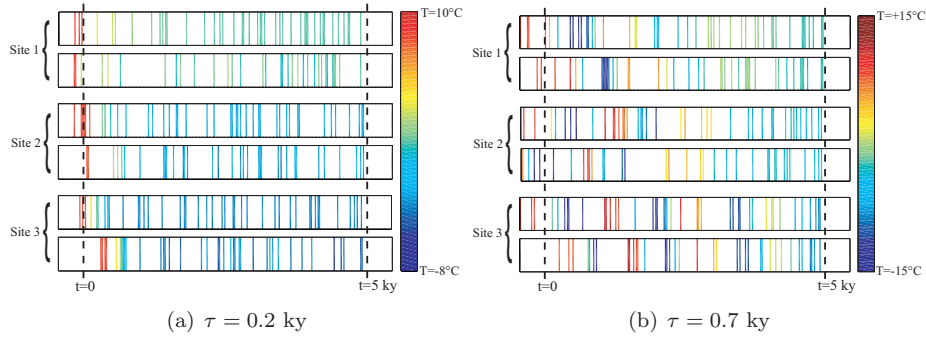 T=10°C
Site 1
Site 2
Site 3
T=-8°C
t=0
t=5 ky
(a) τ = 0.2 ky
T=+15°C
Site 1
Site 2
Site 3
T=-15°C
t=0
t=5 ky
(b) τ = 0.7 ky